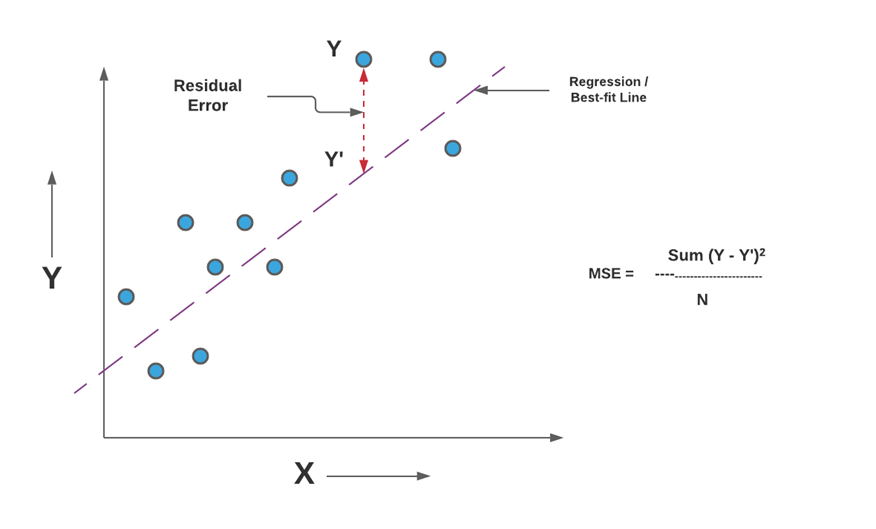 Y
Residual
Error
Regression /
Best-fit Line
Y'
Y
Sum (Y - Y')²
MSE = ----------------------
N
X